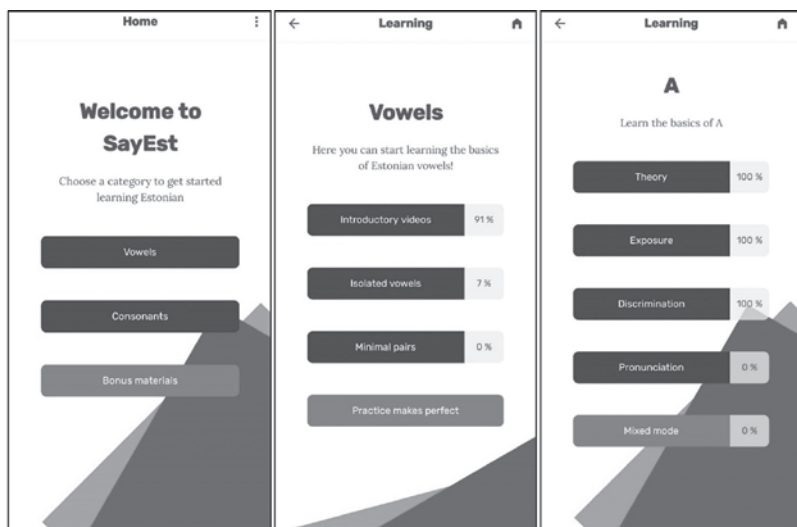 Home
Welcome to
SayEst
Choose a category to get started
learning Estonian
Vowels
Consonants
Bonus materials
Learning
Vowels
Here you can start learning the basics
of Estonian vowels!
Introductory videos 91 %
Isolated vowels 7 %
Minimal pairs 0 %
Practice makes perfect
Learning
A
Learn the basics of A
Theory 100 %
Exposure 100 %
Discrimination 100 %
Pronunciation 0 %
Mixed mode 0 %